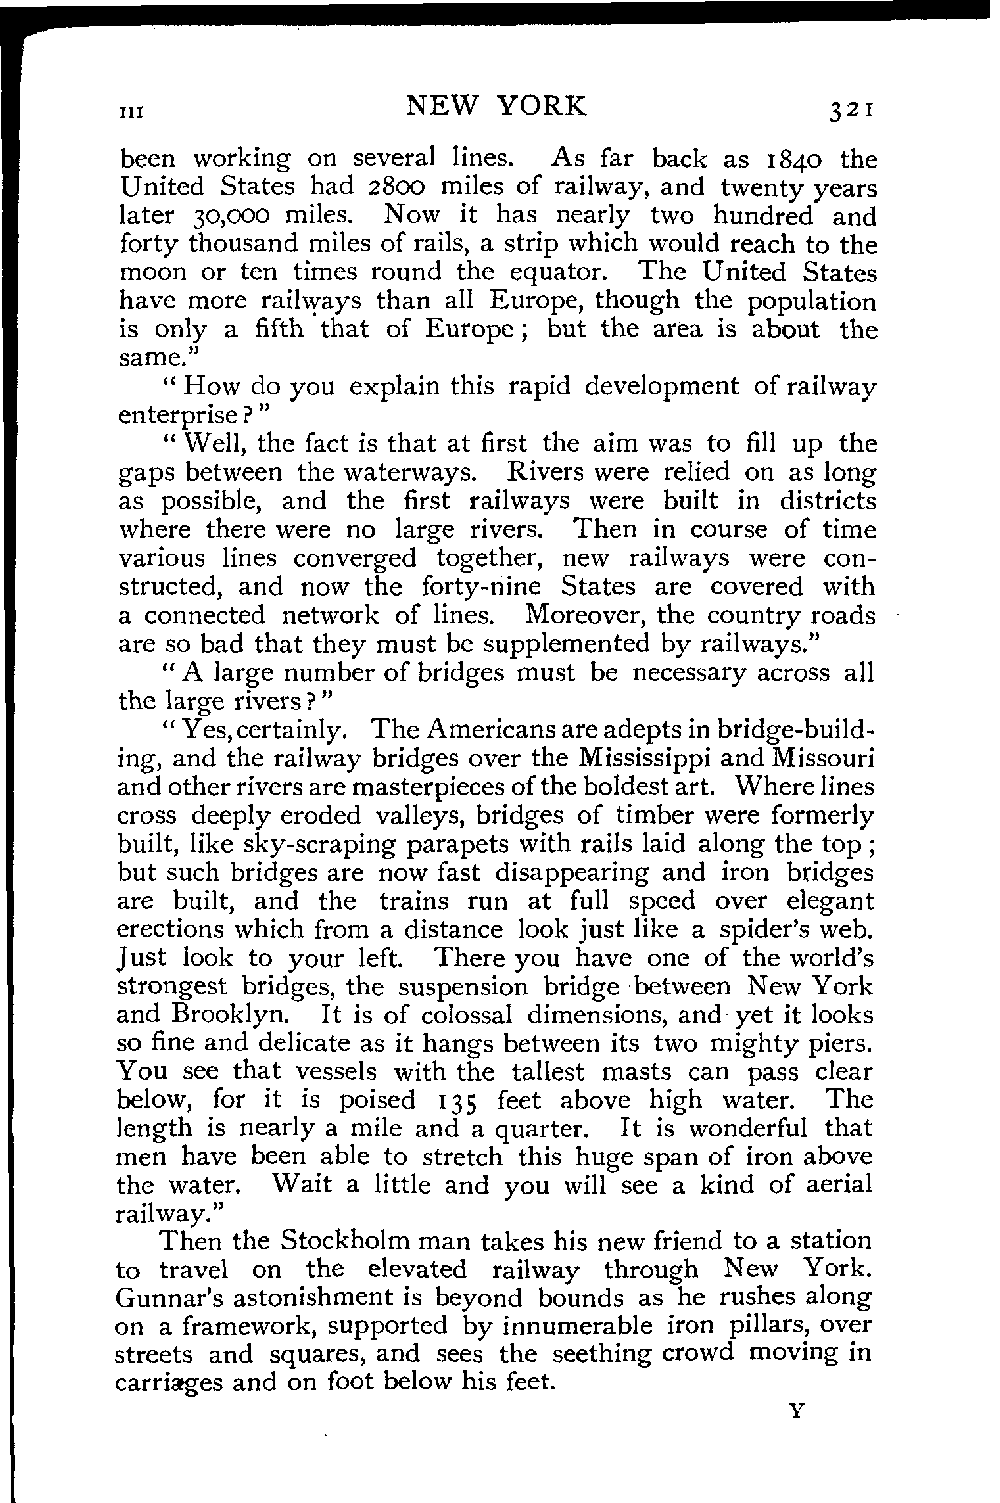 III NEW YORK 321
been working on several lines. As far back as 1840 the
United States had 2800 miles of railway, and twenty years
later 30,000 miles. Now it has nearly two hundred and
forty thousand miles of rails, a strip which would reach to the
moon or ten times round the equator. The United States
have more railways than all Europe, though the population
is only a fifth that of Europe; but the area is about the
same."
"How do you explain this rapid development of railway
enterprise?"
"Well, the fact is that at first the aim was to fill up the
gaps between the waterways. Rivers were relied on as long
as possible, and the first railways were built in districts
where there were no large rivers. Then in course of time
various lines converged together, new railways were con-
structed, and now the forty-nine States are covered with
a connected network of lines. Moreover, the country roads
are so bad that they must be supplemented by railways."
"A large number of bridges must be necessary across all
the large rivers?"
"Yes, certainly. The Americans are adepts in bridge-build-
ing, and the railway bridges over the Mississippi and Missouri
and other rivers are masterpieces of the boldest art. Where lines
cross deeply eroded valleys, bridges of timber were formerly
built, like sky-scraping parapets with rails laid along the top;
but such bridges are now fast disappearing and iron bridges
are built, and the trains run at full speed over elegant
erections which from a distance look just like a spider's web.
Just look to your left. There you have one of the world's
strongest bridges, the suspension bridge between New York
and Brooklyn. It is of colossal dimensions, and yet it looks
so fine and delicate as it hangs between its two mighty piers.
You see that vessels with the tallest masts can pass clear
below, for it is poised 135 feet above high water. The
length is nearly a mile and a quarter. It is wonderful that
men have been able to stretch this huge span of iron above
the water. Wait a little and you will see a kind of aerial
railway."
Then the Stockholm man takes his new friend to a station
to travel on the elevated railway through New York.
Gunnar's astonishment is beyond bounds as he rushes along
on a framework, supported by innumerable iron pillars, over
streets and squares, and sees the seething crowd moving in
carriages and on foot below his feet.
Y